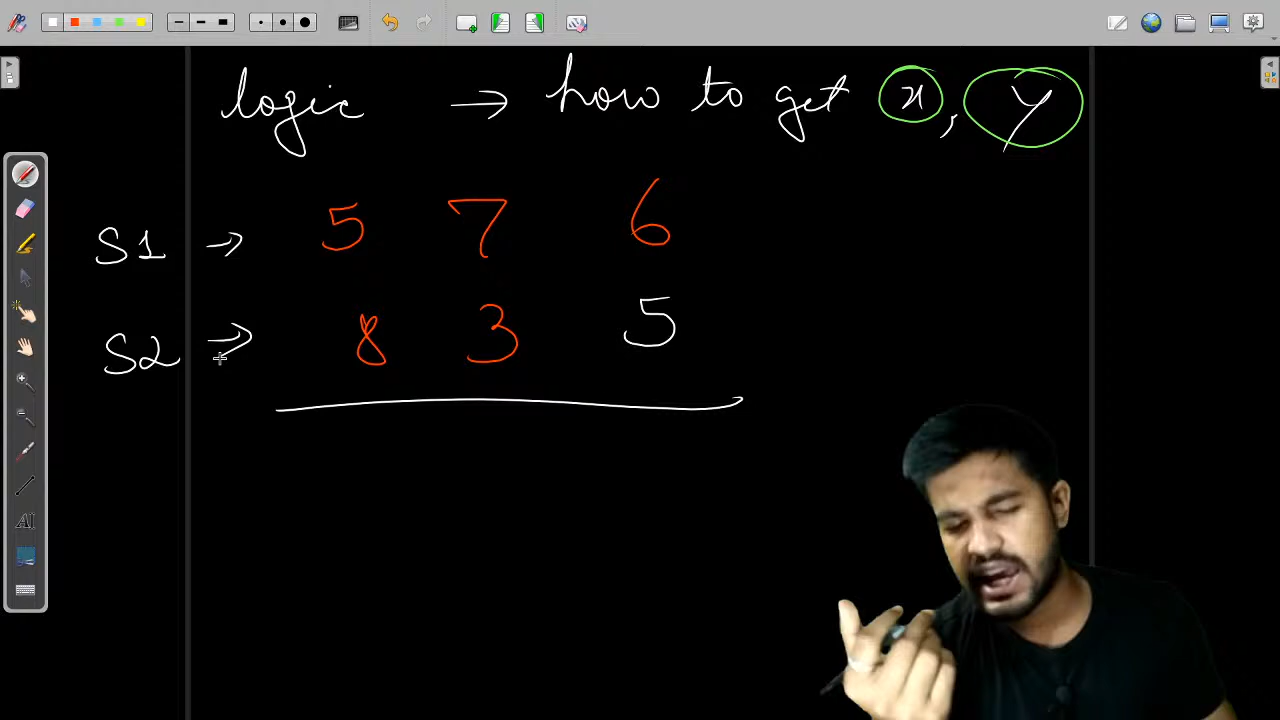 logic → how to get x, y
S1 → 5 7 6
S2 → 8 3 5